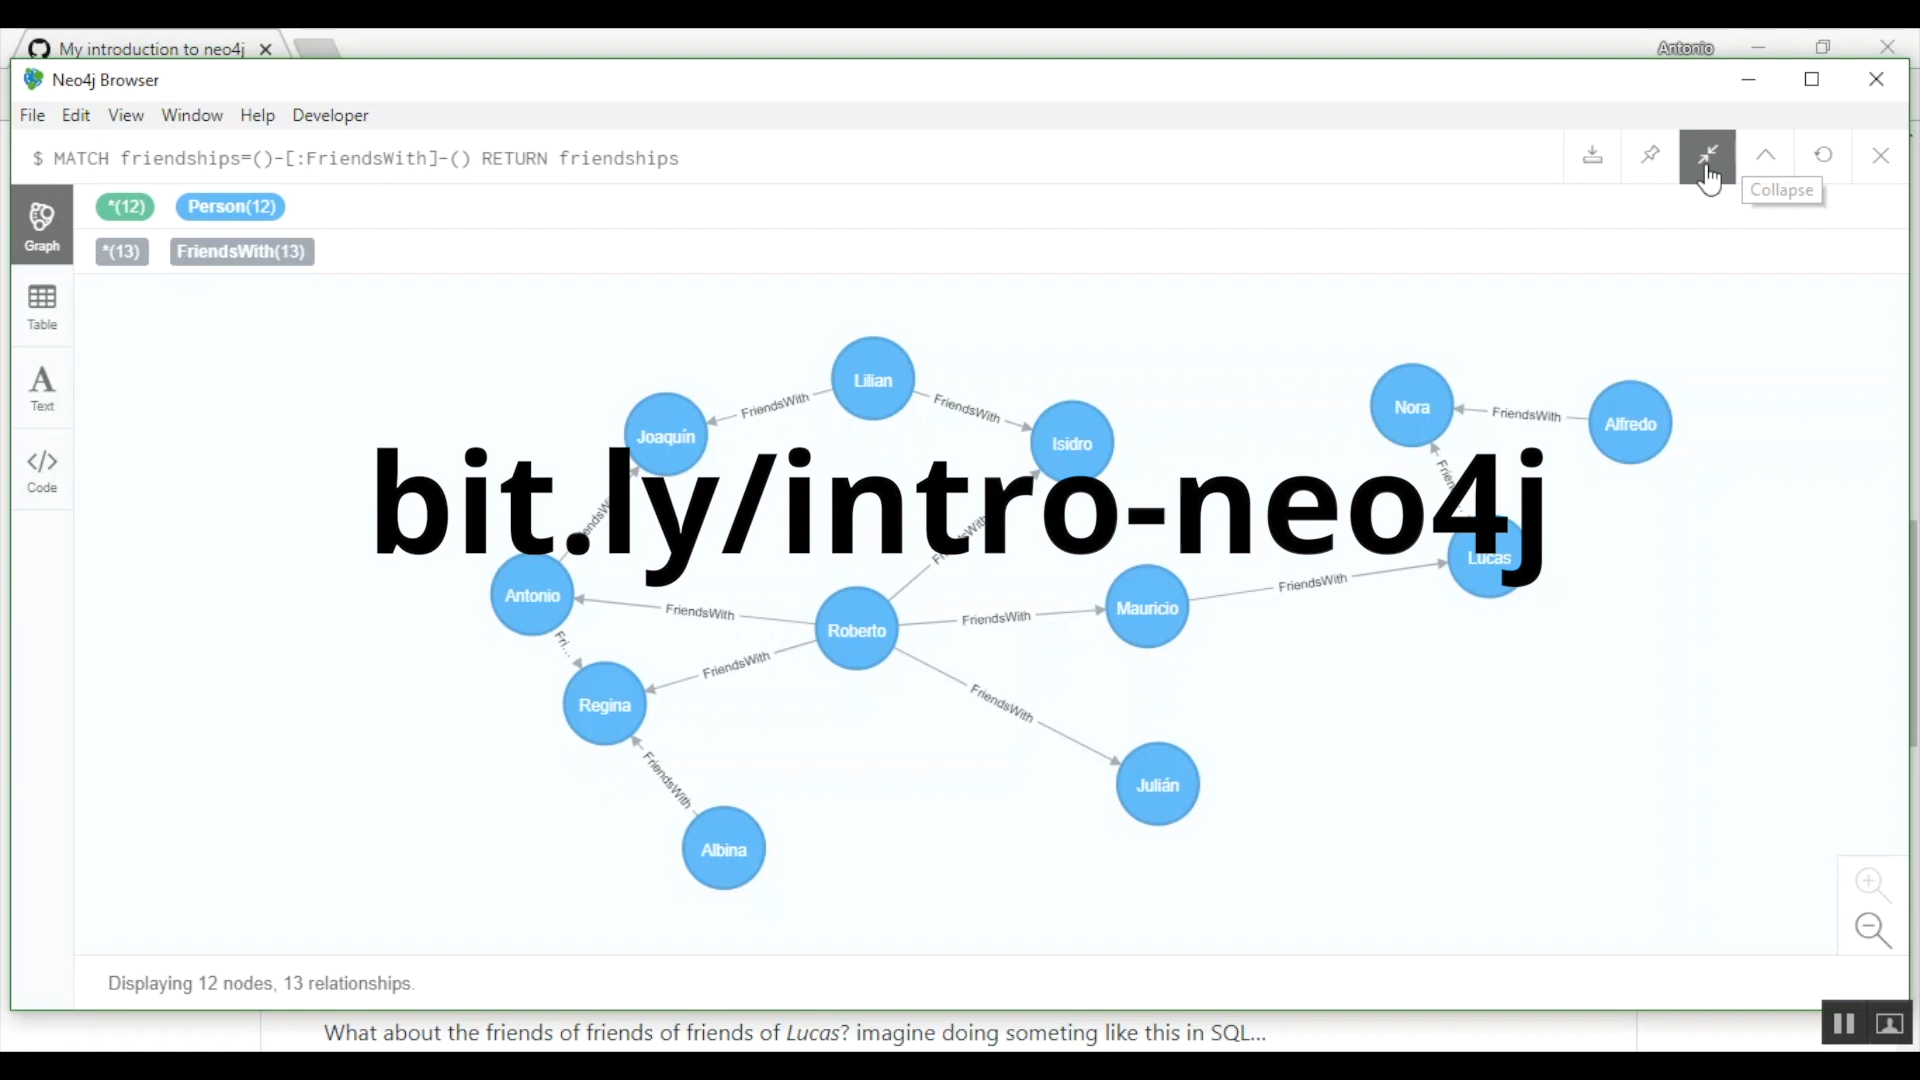 My introduction to neo4j
Antonio
Neo4j Browser
File Edit View Window Help Developer
$ MATCH friendships=()-[:FriendsWith]-() RETURN friendships
Collapse
*(12) Person(12)
*(13) FriendsWith(13)
Graph
Table
Text
Code
Lilian
Joaquín
Isidro
Nora
Alfredo
FriendsWith
FriendsWith
FriendsWith
bit.ly/intro-neo4j
Antonio
Roberto
Mauricio
Lucas
FriendsWith
FriendsWith
FriendsWith
Fri...
FriendsWith
FriendsWith
Regina
FriendsWith
Julián
Albina
Displaying 12 nodes, 13 relationships.
What about the friends of friends of friends of Lucas? imagine doing someting like this in SQL...